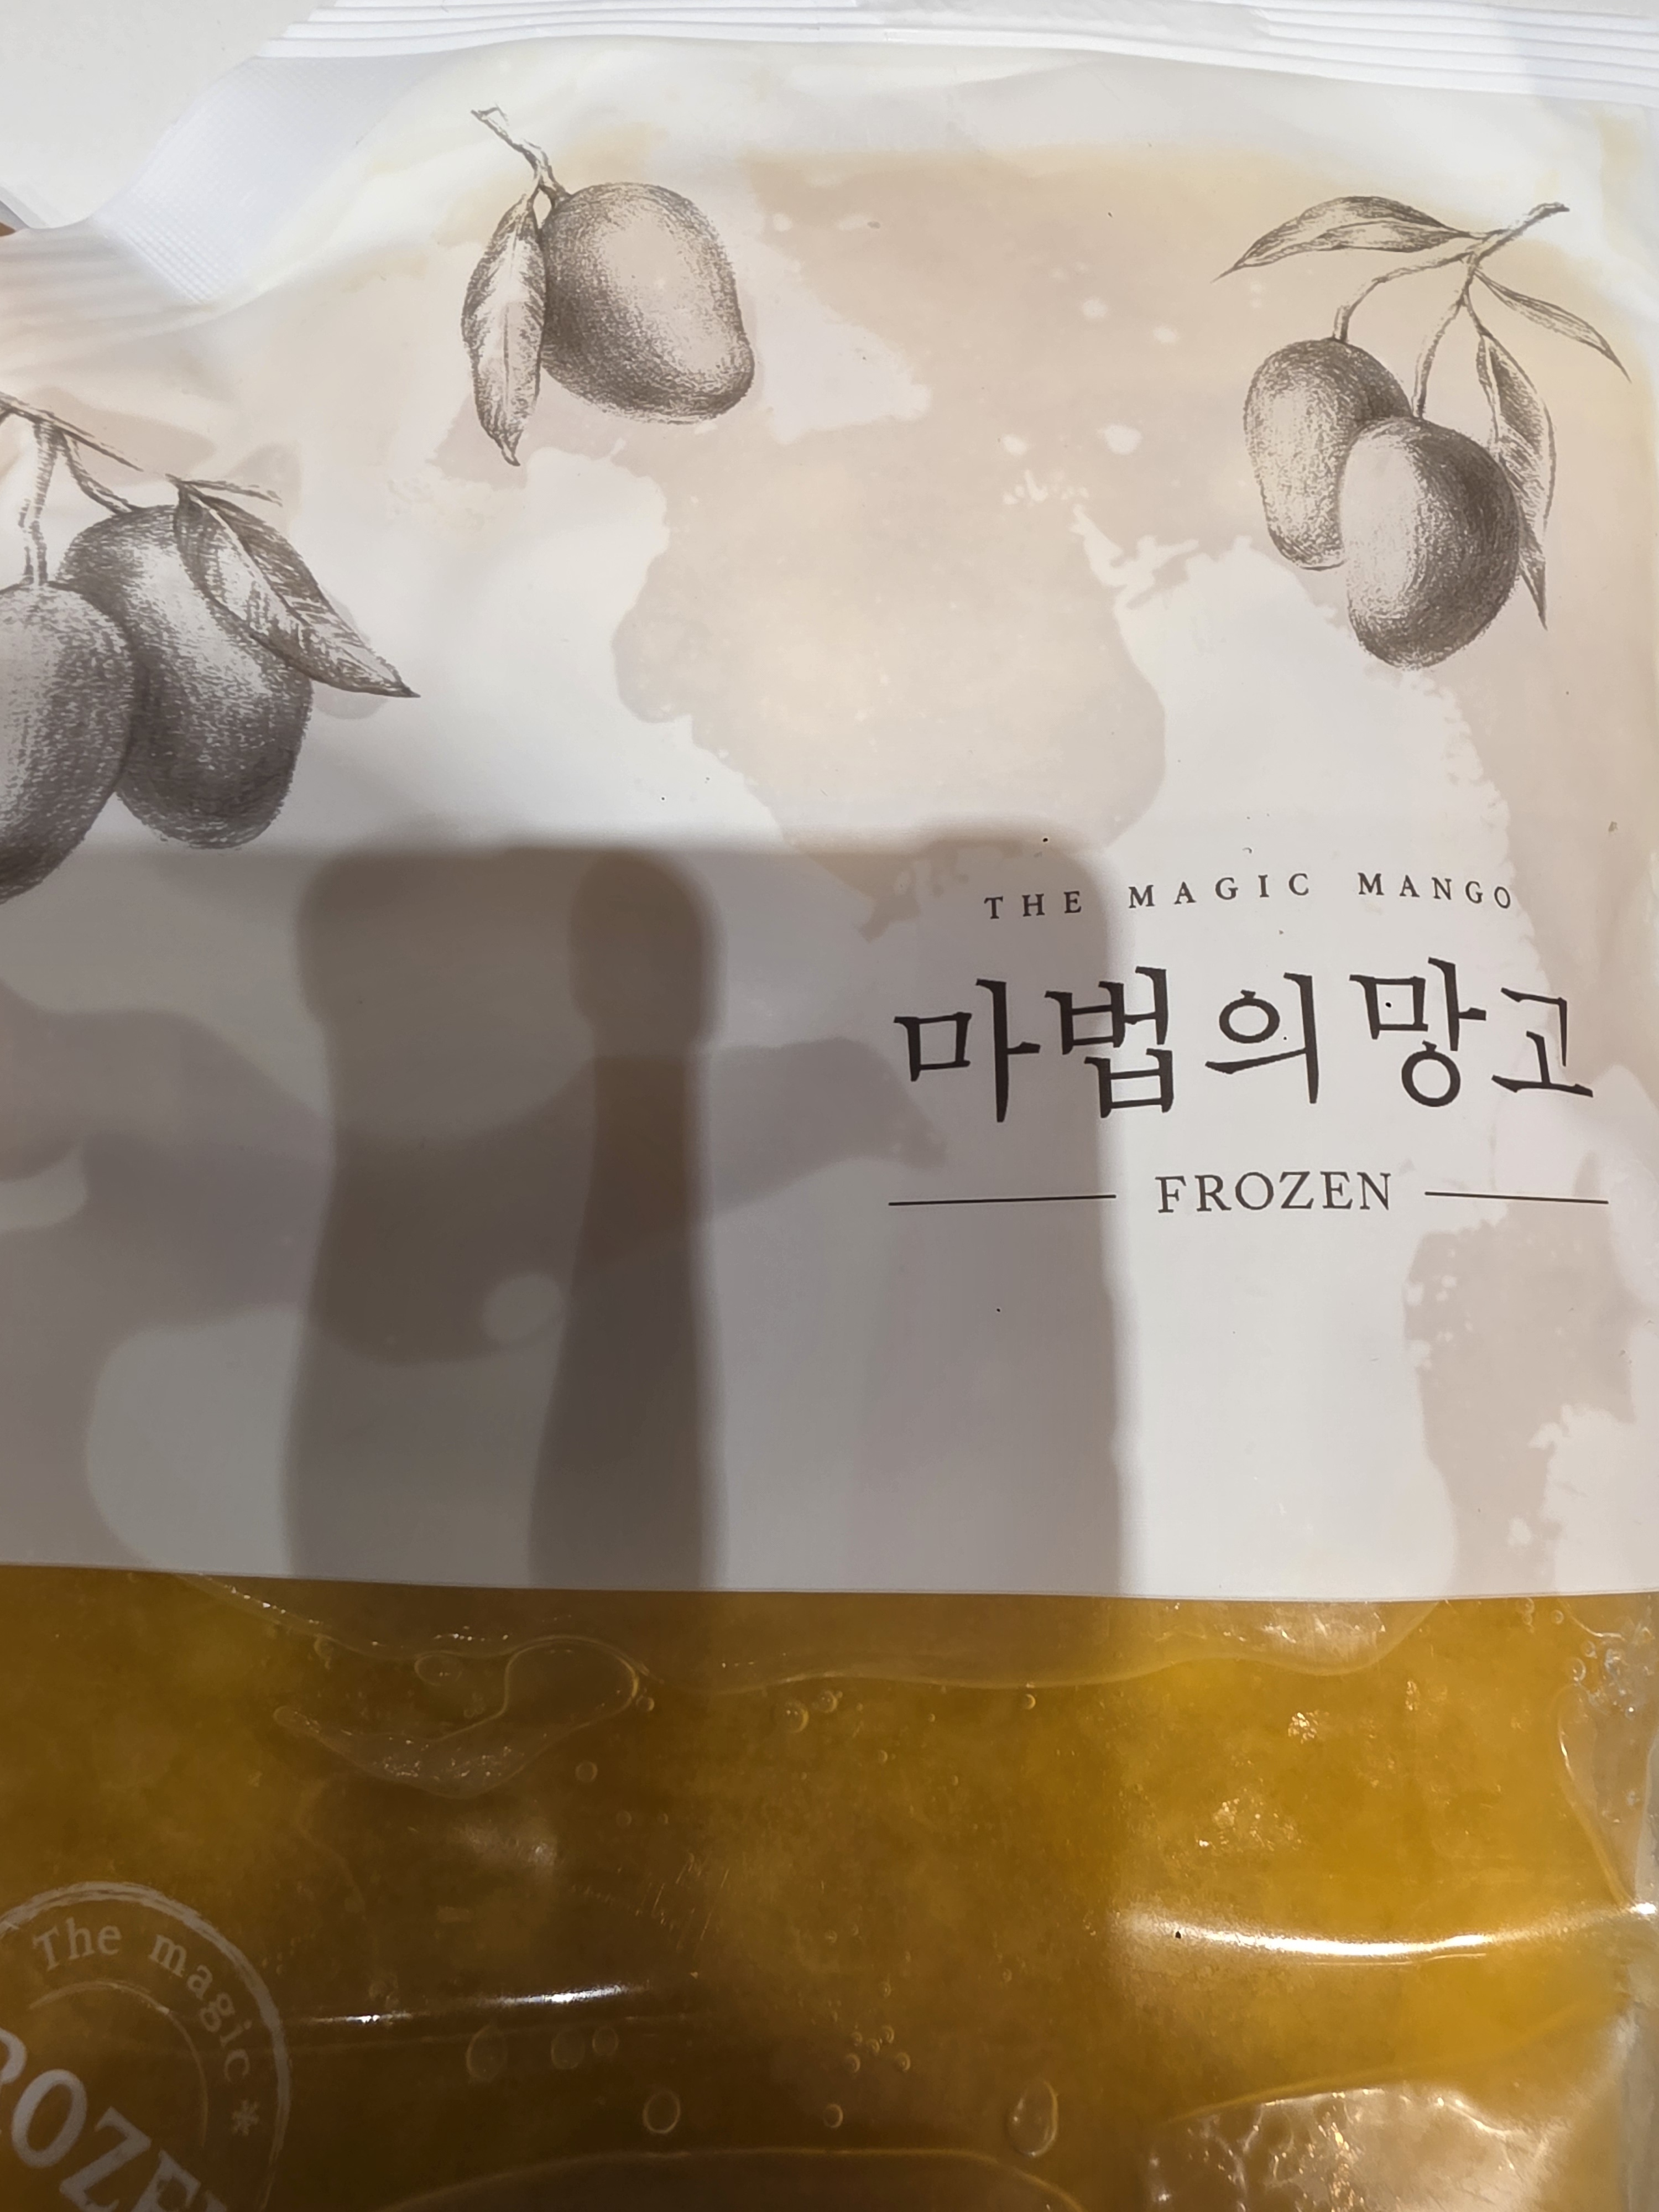 THE MAGIC MANGO
마법의망고
FROZEN
The magic *